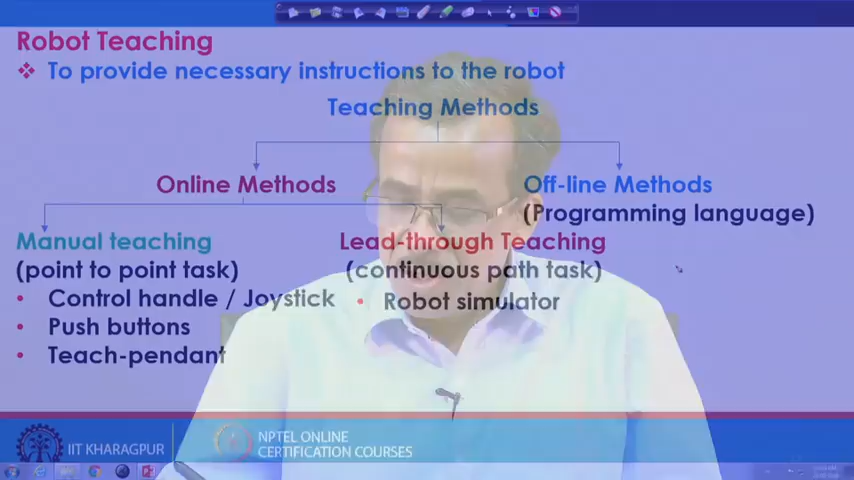 Robot Teaching
❖ To provide necessary instructions to the robot
Teaching Methods
Online Methods
Off-line Methods
(Programming language)
Manual teaching
(point to point task)
• Control handle / Joystick
• Push buttons
• Teach-pendant
Lead-through Teaching
(continuous path task)
• Robot simulator
IIT KHARAGPUR
NPTEL ONLINE
CERTIFICATION COURSES